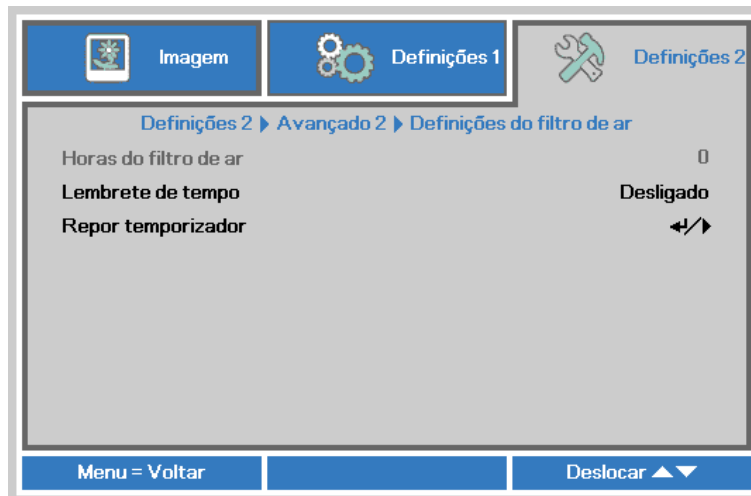 Imagem
Definições 1
Definições 2
Definições 2 ▶ Avançado 2 ▶ Definições do filtro de ar
Horas do filtro de ar 0
Lembrete de tempo Desligado
Repor temporizador ↵/▶
Menu = Voltar
Deslocar ▲▼